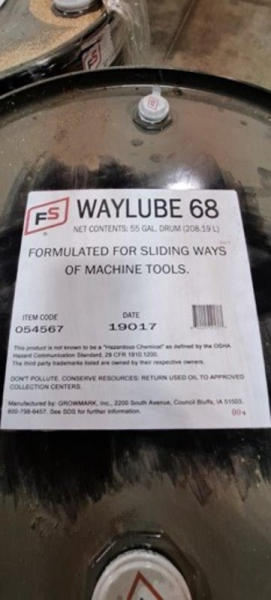 FS
FS
WAYLUBE 68
NET CONTENTS: 55 GAL. DRUM (208.19 L)
FORMULATED FOR SLIDING WAYS
OF MACHINE TOOLS.
ITEM CODE DATE
054567 19017
This product is not known to be a "Hazardous Chemical" as defined by the OSHA
Hazard Communication Standard, 29 CFR 1910.1200.
The third party trademarks listed are owned by their respective owners.
DON'T POLLUTE. CONSERVE RESOURCES: RETURN USED OIL TO APPROVED
COLLECTION CENTERS.
Manufactured by: GROWMARK, Inc., 2200 South Avenue, Council Bluffs, IA 51503.
800-798-6457. See SDS for further information.